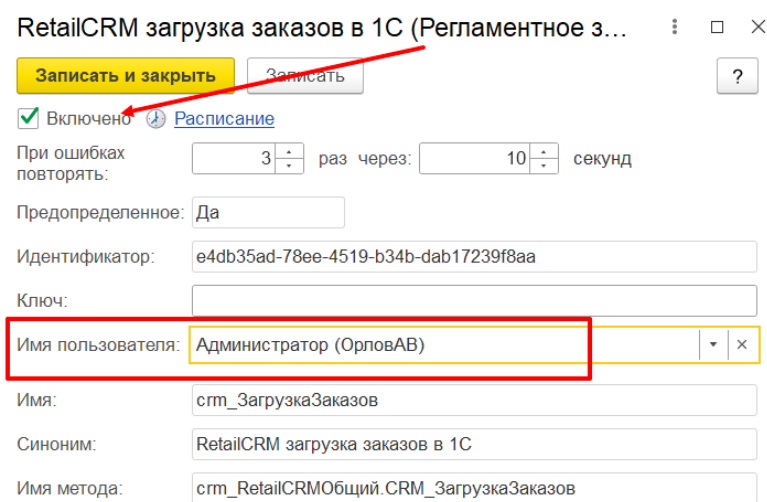 RetailCRM загрузка заказов в 1С (Регламентное з...
Записать и закрыть Записать ?
Включено Расписание
При ошибках
повторять: 3 раз через: 10 секунд
Предопределенное: Да
Идентификатор: e4db35ad-78ee-4519-b34b-dab17239f8aa
Ключ:
Имя пользователя: Администратор (ОрловАВ)
Имя: crm_ЗагрузкаЗаказов
Синоним: RetailCRM загрузка заказов в 1С
Имя метода: crm_RetailCRMОбщий.CRM_ЗагрузкаЗаказов